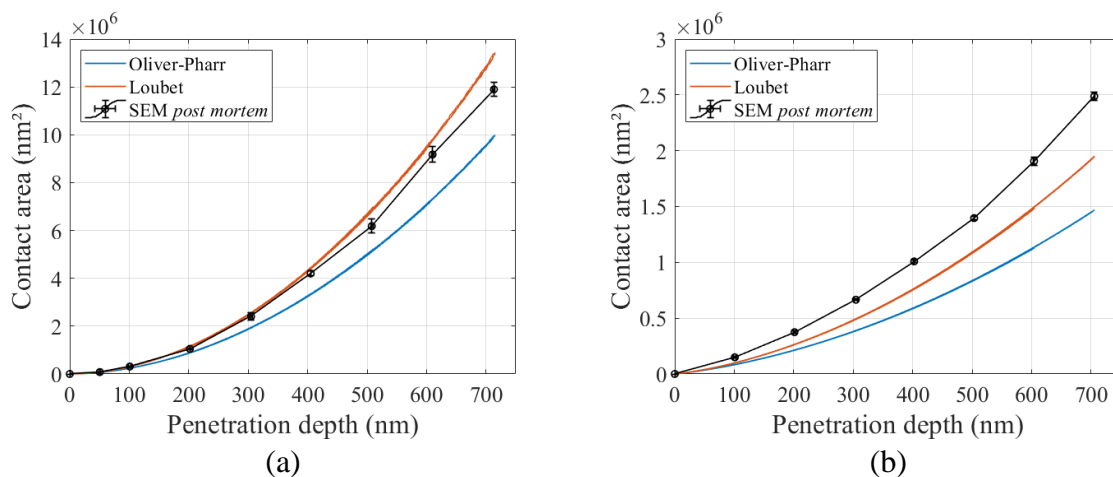 ×10⁶
14
12
10
8
6
4
2
0
Contact area (nm²)
Oliver-Pharr
Loubet
SEM post mortem
0 100 200 300 400 500 600 700
Penetration depth (nm)
(a)
×10⁶
3
2.5
2
1.5
1
0.5
0
Contact area (nm²)
Oliver-Pharr
Loubet
SEM post mortem
0 100 200 300 400 500 600 700
Penetration depth (nm)
(b)